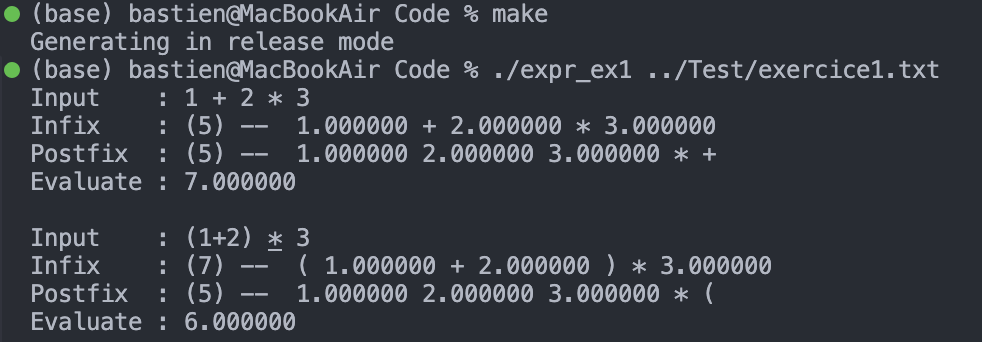 (base) bastien@MacBookAir Code % make
Generating in release mode
(base) bastien@MacBookAir Code % ./expr_ex1 ../Test/exercice1.txt
Input    : 1 + 2 * 3
Infix    : (5) --  1.000000 + 2.000000 * 3.000000
Postfix  : (5) --  1.000000 2.000000 3.000000 * +
Evaluate : 7.000000

Input    : (1+2) * 3
Infix    : (7) --  ( 1.000000 + 2.000000 ) * 3.000000
Postfix  : (5) --  1.000000 2.000000 3.000000 * (
Evaluate : 6.000000